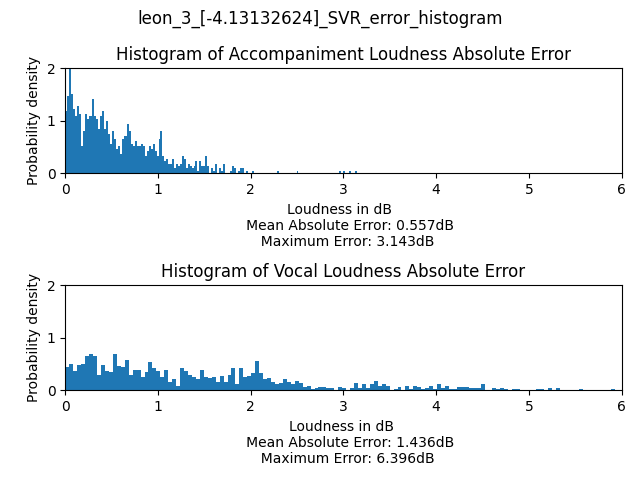 leon_3_[-4.13132624]_SVR_error_histogram
Histogram of Accompaniment Loudness Absolute Error
Probability density
2
1
0
0 1 2 3 4 5 6
Loudness in dB
Mean Absolute Error: 0.557dB
Maximum Error: 3.143dB
Histogram of Vocal Loudness Absolute Error
Probability density
2
1
0
0 1 2 3 4 5 6
Loudness in dB
Mean Absolute Error: 1.436dB
Maximum Error: 6.396dB